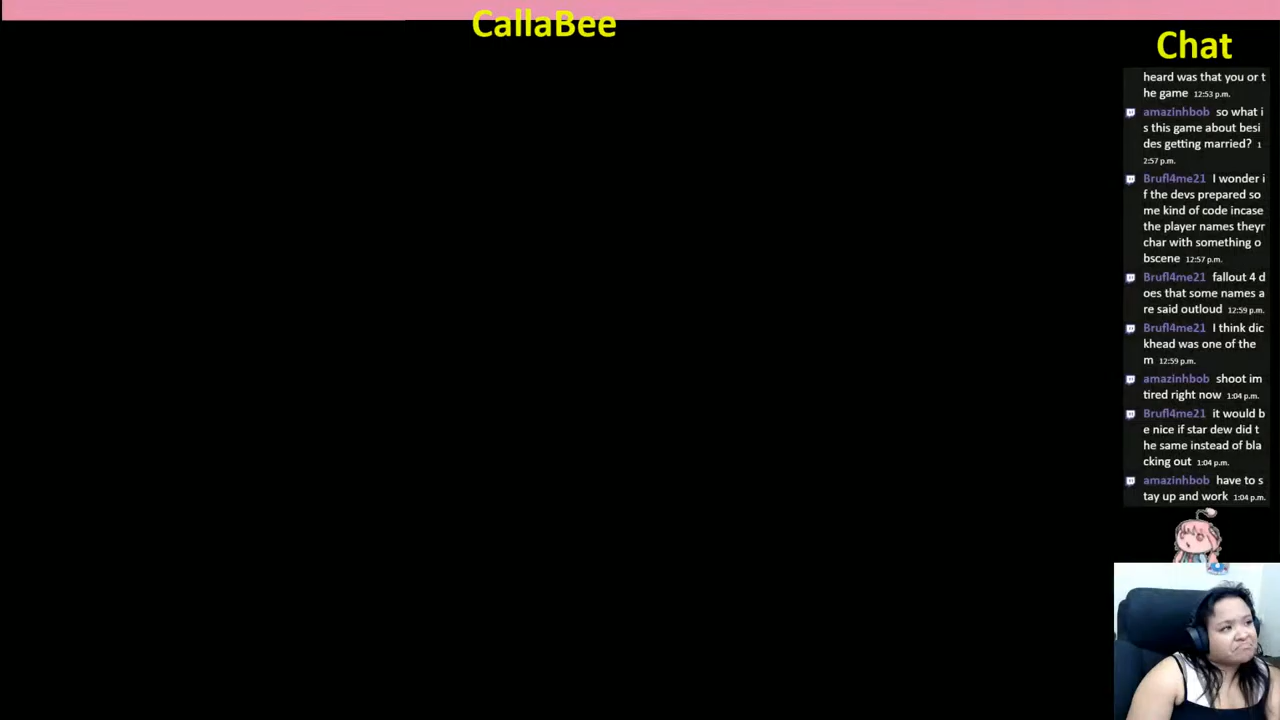 CallaBee
Chat
heard was that you or t
he game 12:53 p.m.
amazinhbob so what i
s this game about besi
des getting married? 1
2:57 p.m.
Brufl4me21 I wonder i
f the devs prepared so
me kind of code incase
the player names theyr
char with something o
bscene 12:57 p.m.
Brufl4me21 fallout 4 d
oes that some names a
re said outloud 12:59 p.m.
Brufl4me21 I think dic
khead was one of the
m 12:59 p.m.
amazinhbob shoot im
tired right now 1:04 p.m.
Brufl4me21 it would b
e nice if star dew did t
he same instead of bla
cking out 1:04 p.m.
amazinhbob have to s
tay up and work 1:04 p.m.